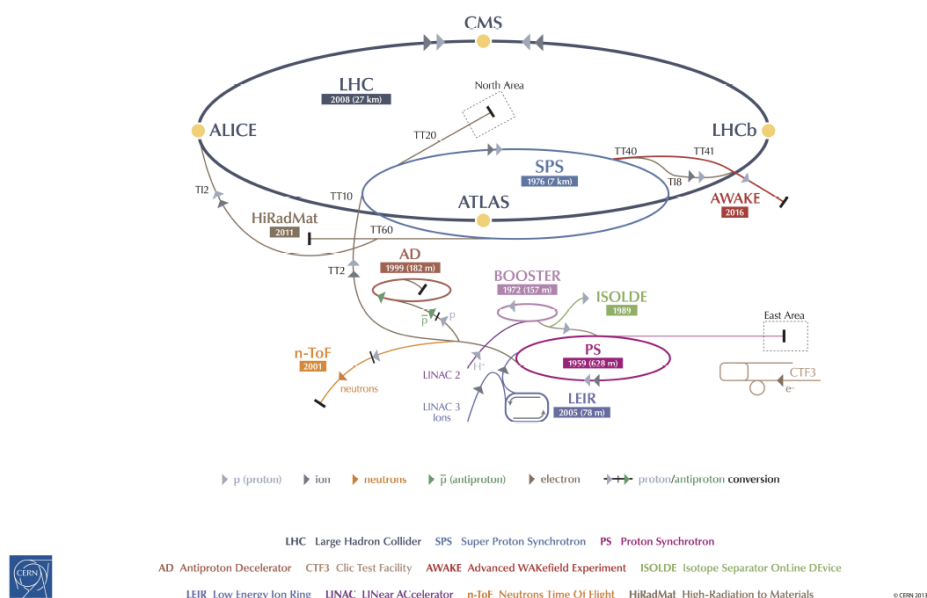 CMS
LHC
2008 (27 km)
North Area
ALICE
LHCb
TT20
TT40
TT41
SPS
1976 (7 km)
TI2
TI8
TT10
ATLAS
AWAKE
2016
HiRadMat
2011
TT60
AD
1999 (182 m)
TT2
BOOSTER
1972 (157 m)
ISOLDE
1989
p
p̅
East Area
n-ToF
2001
PS
1959 (628 m)
neutrons
LINAC 2
H⁺
CTF3
e⁻
LINAC 3
Ions
LEIR
2005 (78 m)
p (proton) ion neutrons p̅ (antiproton) electron proton/antiproton conversion
LHC Large Hadron Collider SPS Super Proton Synchrotron PS Proton Synchrotron
AD Antiproton Decelerator CTF3 Clic Test Facility AWAKE Advanced WAKefield Experiment ISOLDE Isotope Separator OnLine DEvice
LEIR Low Energy Ion Ring LINAC LINear ACcelerator n-ToF Neutrons Time Of Flight HiRadMat High-Radiation to Materials
CERN
© CERN 2013